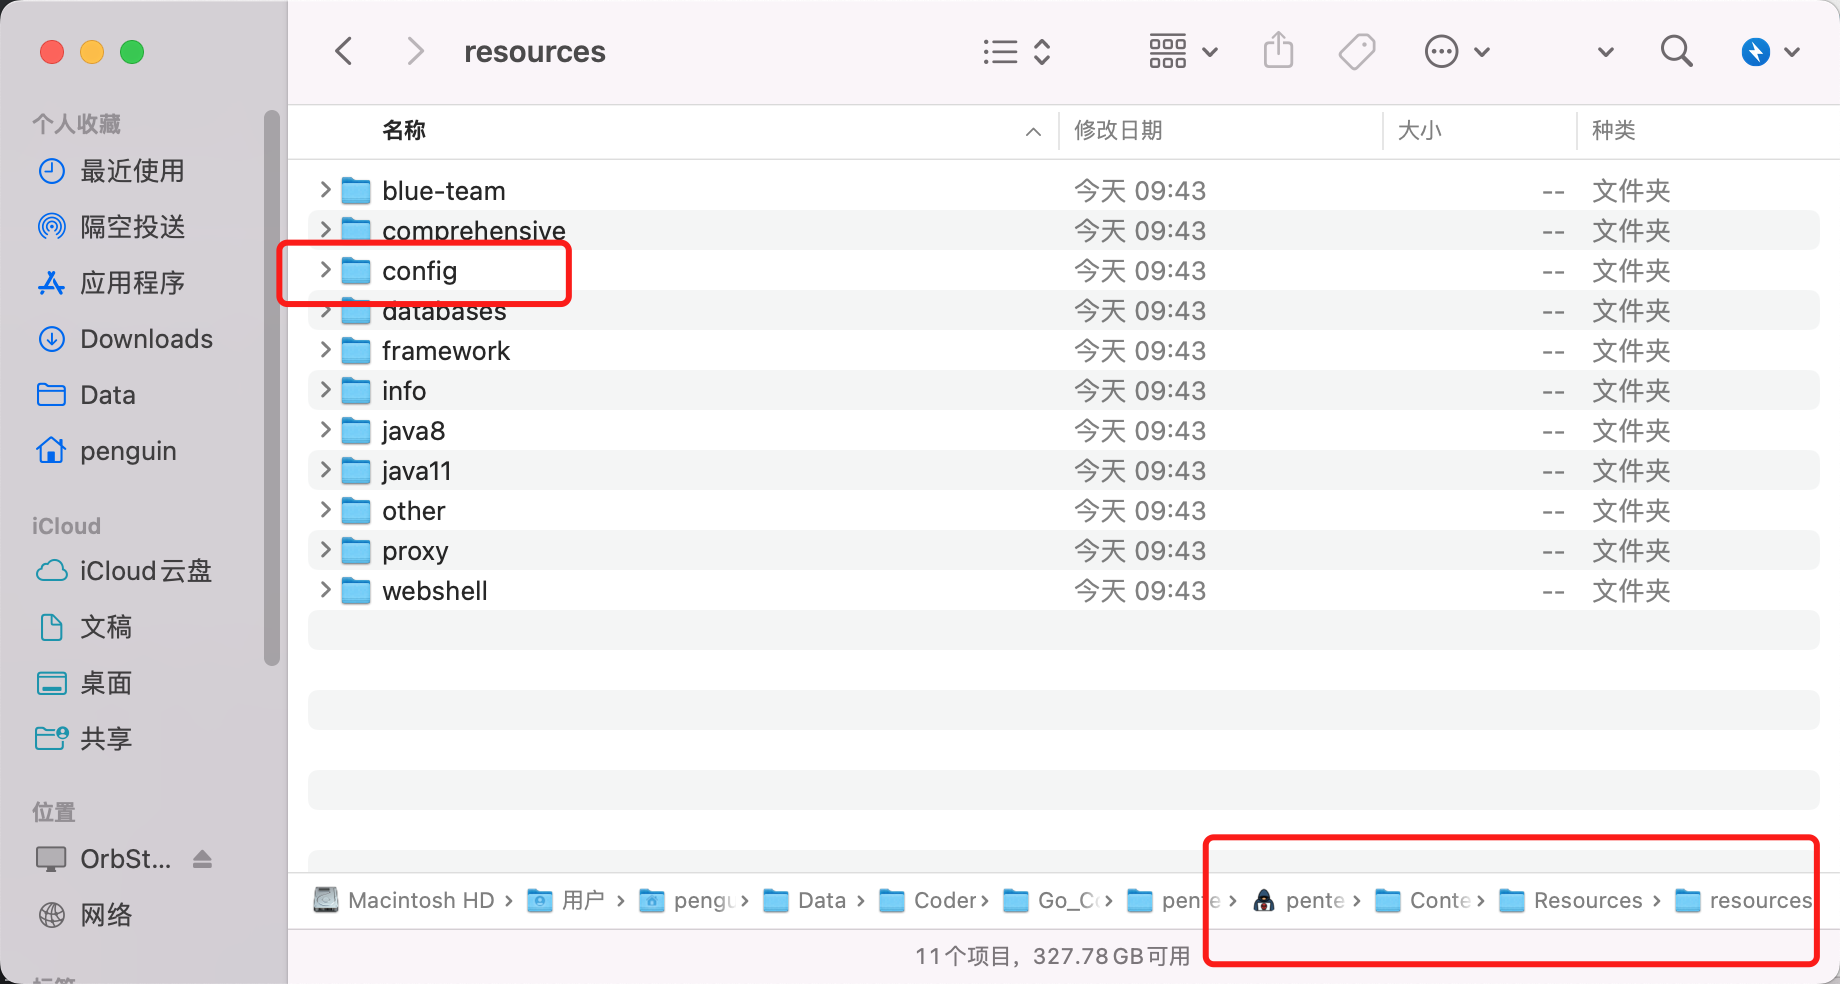 resources
个人收藏
最近使用
隔空投送
应用程序
Downloads
Data
penguin
iCloud
iCloud云盘
文稿
桌面
共享
位置
OrbSt...
网络
名称 修改日期 大小 种类
blue-team 今天 09:43 -- 文件夹
comprehensive 今天 09:43 -- 文件夹
config 今天 09:43 -- 文件夹
databases 今天 09:43 -- 文件夹
framework 今天 09:43 -- 文件夹
info 今天 09:43 -- 文件夹
java8 今天 09:43 -- 文件夹
java11 今天 09:43 -- 文件夹
other 今天 09:43 -- 文件夹
proxy 今天 09:43 -- 文件夹
webshell 今天 09:43 -- 文件夹
Macintosh HD › 用户 › pengu › Data › Coder › Go_C › pente › pente › Conte › Resources › resources
11个项目，327.78 GB可用